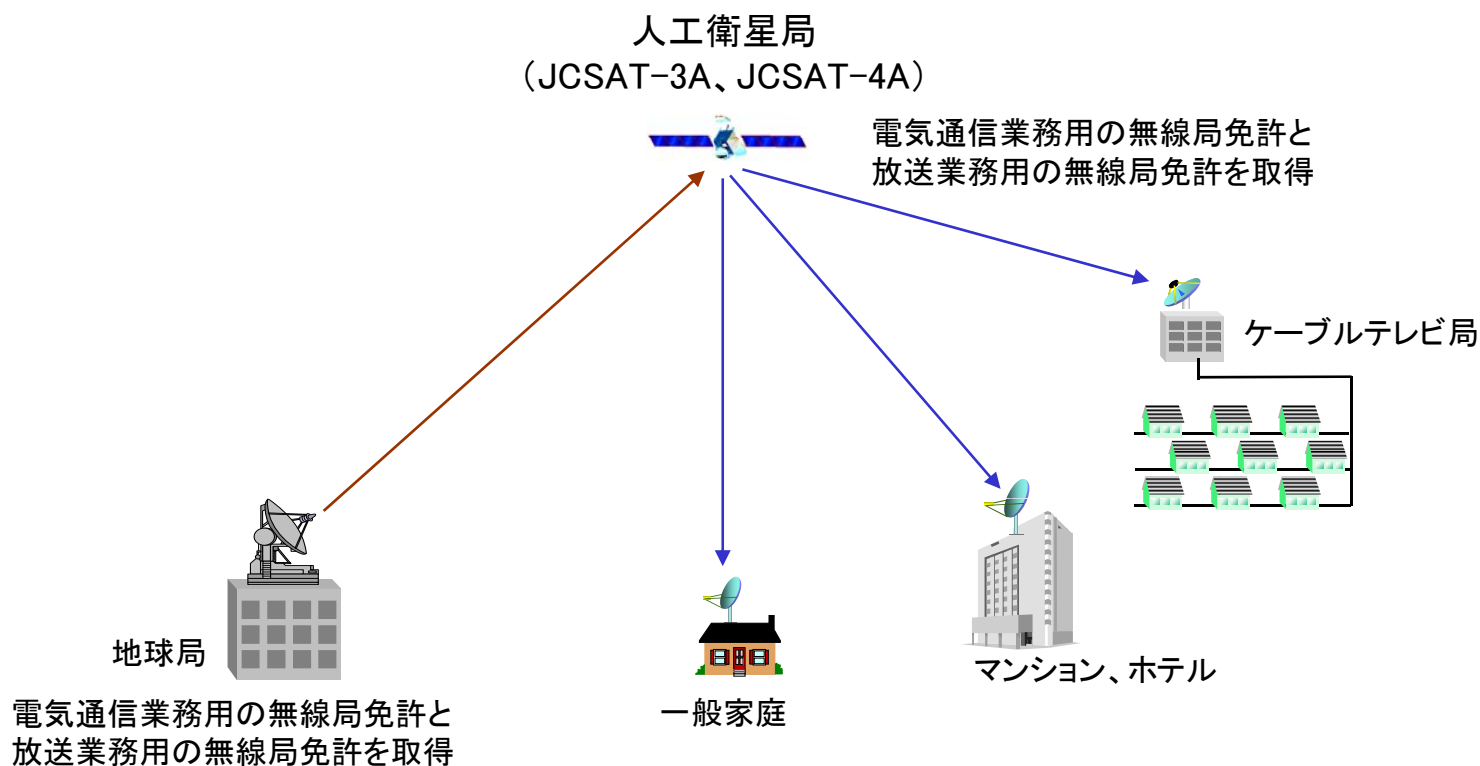 人工衛星局
（JCSAT-3A、JCSAT-4A）
電気通信業務用の無線局免許と
放送業務用の無線局免許を取得
ケーブルテレビ局
地球局
電気通信業務用の無線局免許と
放送業務用の無線局免許を取得
一般家庭
マンション、ホテル